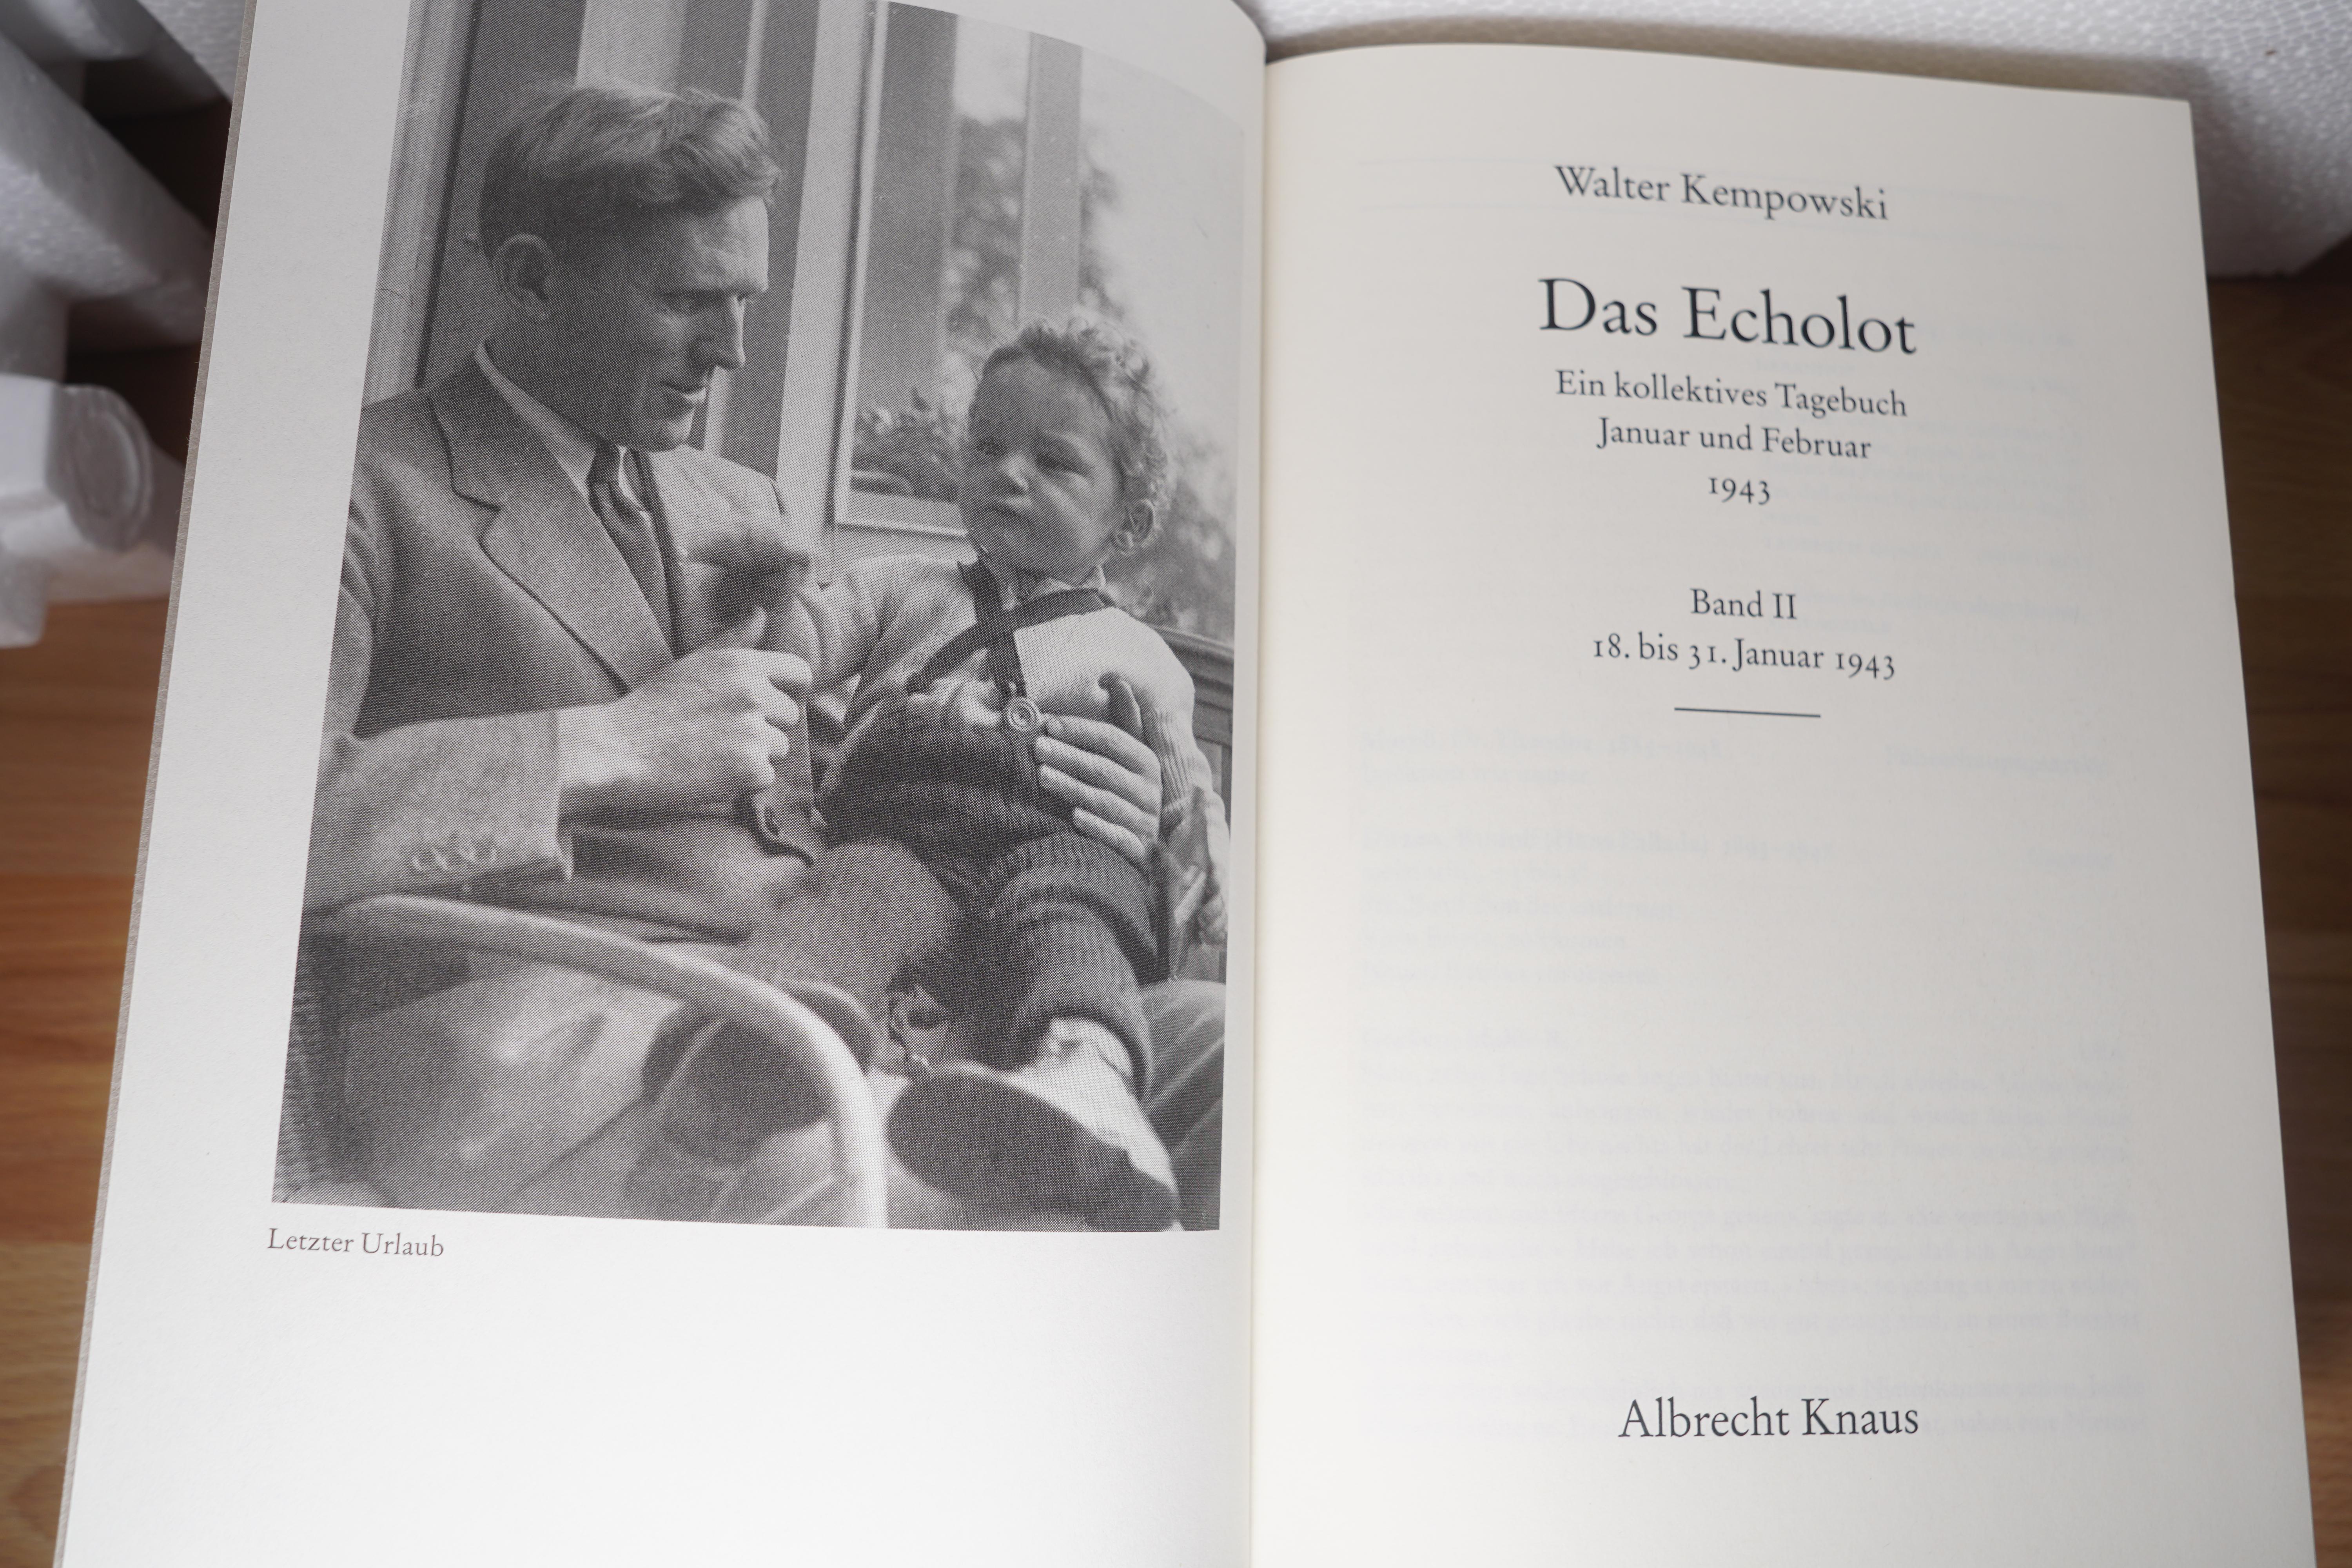 Letzter Urlaub
Walter Kempowski
Das Echolot
Ein kollektives Tagebuch
Januar und Februar
1943
Band II
18. bis 31. Januar 1943
Albrecht Knaus